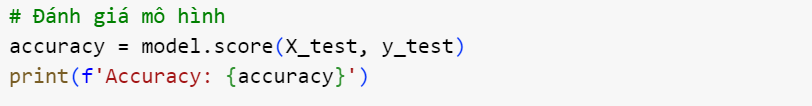 # Đánh giá mô hình
accuracy = model.score(X_test, y_test)
print(f'Accuracy: {accuracy}')